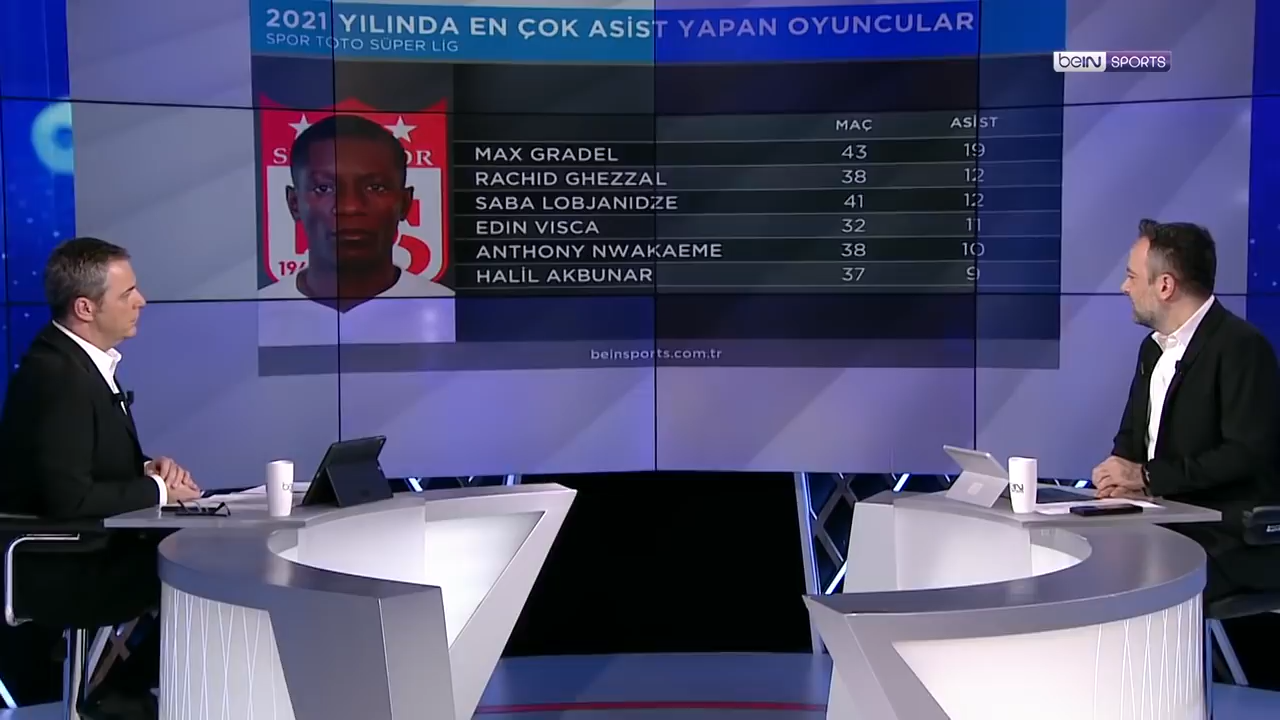 2021 YILINDA EN ÇOK ASİST YAPAN OYUNCULAR
SPOR TOTO SÜPER LİG
beIN SPORTS
MAÇ ASİST
MAX GRADEL 43 19
RACHID GHEZZAL 38 12
SABA LOBJANIDZE 41 12
EDIN VISCA 32 11
ANTHONY NWAKAEME 38 10
HALİL AKBUNAR 37 9
beinsports.com.tr